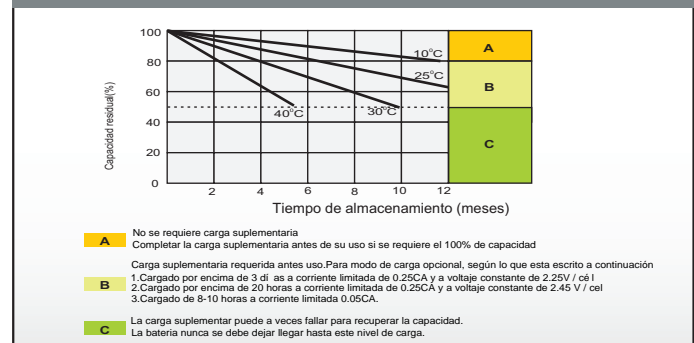 100
80
60
40
20
0
Capacidad residual(%)
10°C
25°C
30°C
40°C
A
B
C
2 4 6 8 10 12
Tiempo de almacenamiento (meses)
A
No se requiere carga suplementaria
Completar la carga suplementaria antes de su uso si se requiere el 100% de capacidad
B
Carga suplementaria requerida antes uso.Para modo de carga opcional, según lo que esta escrito a continuación
1.Cargado por encima de 3 dí as a corriente limitada de 0.25CA y a voltaje constante de 2.25V / cé l
2.Cargado por encima de 20 horas a corriente limitada de 0.25CA y a voltaje constante de 2.45 V / cel
3.Cargado de 8-10 horas a corriente limitada 0.05CA.
C
La carga suplementar puede a veces fallar para recuperar la capacidad.
La bateria nunca se debe dejar llegar hasta este nivel de carga.